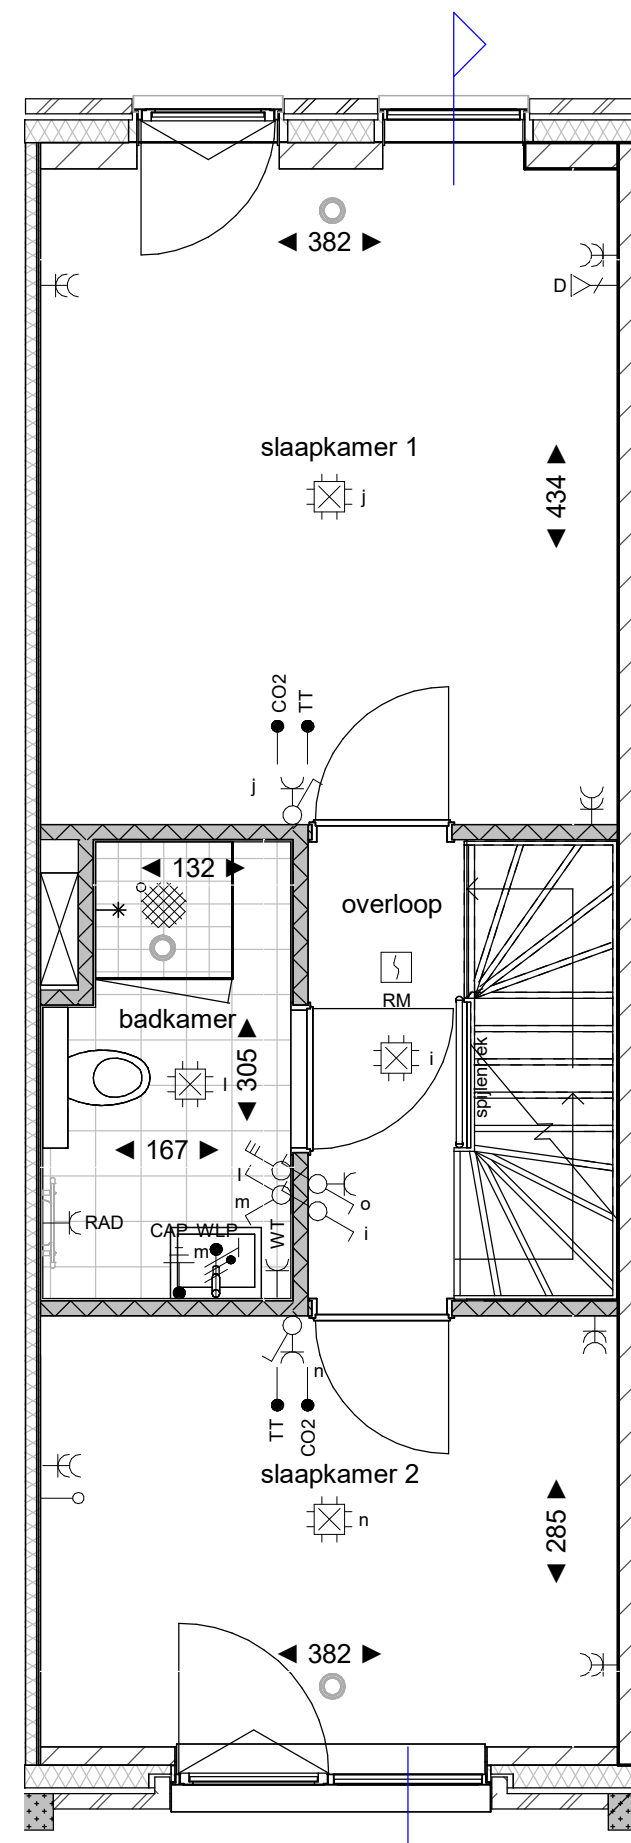 382
D
slaapkamer 1
j
434
CO2
TT
j
132
overloop
RM
badkamer
l
305
i
spijlenhek
167
l
m
o
i
RAD
CAP WLP
m
WT
n
TT
CO2
slaapkamer 2
n
285
382